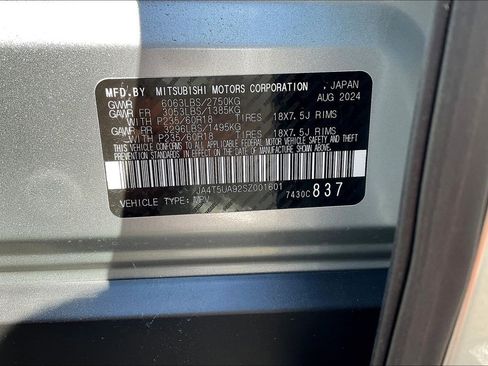 MFD.BY MITSUBISHI MOTORS CORPORATION , JAPAN
GVWR 6063LBS/2750KG AUG 2024
GAWR FR 3053LBS/1385KG
WITH P235/60R18 TIRES 18X7.5J RIMS
GAWR RR 3296LBS/1495KG
WITH P235/60R18 TIRES 18X7.5J RIMS
THIS VEHICLE CONFORMS TO ALL APPLICABLE FEDERAL MOTOR VEHICLE SAFETY AND THEFT
PREVENTION STANDARDS IN EFFECT ON THE DATE OF MANUFACTURE SHOWN ABOVE.
JA4T5UA92SZ001601
VEHICLE TYPE: MPV 7430C 837